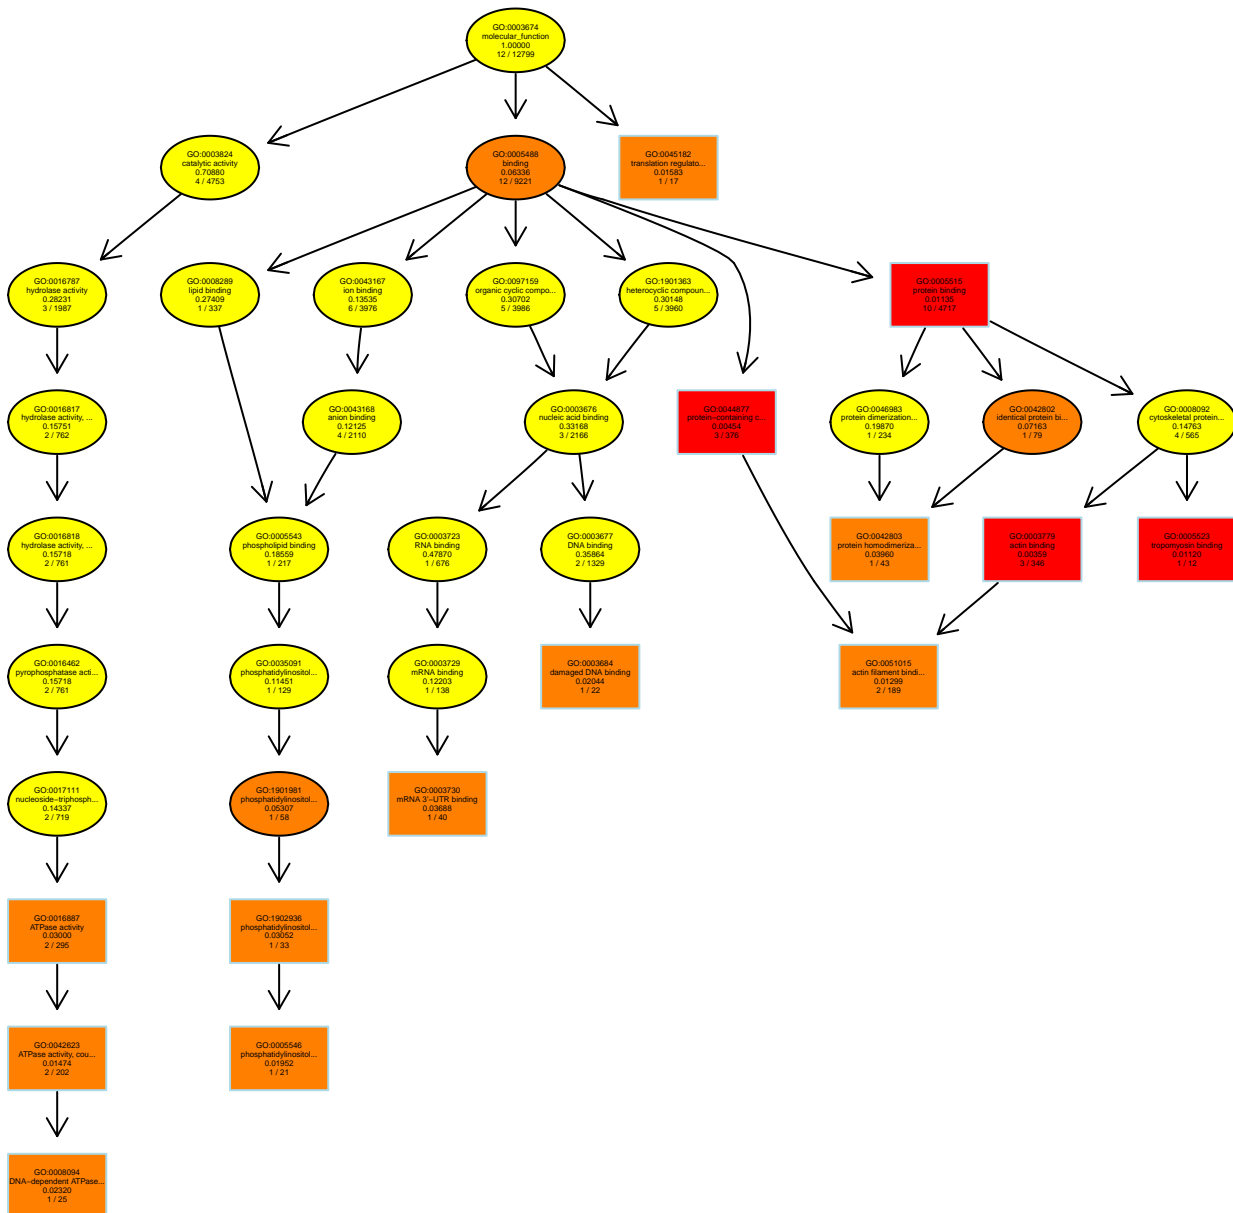 GO:0003674
molecular_function
1.00000
12 / 12799
GO:0003824
catalytic activity
0.70880
4 / 4753
GO:0005488
binding
0.06336
12 / 9221
GO:0045182
translation regulato...
0.01583
1 / 17
GO:0016787
hydrolase activity
0.28231
3 / 1987
GO:0008289
lipid binding
0.27409
1 / 337
GO:0043167
ion binding
0.13535
6 / 3976
GO:0097159
organic cyclic compo...
0.30702
5 / 3986
GO:1901363
heterocyclic compoun...
0.30148
5 / 3960
GO:0005515
protein binding
0.01135
10 / 4717
GO:0016817
hydrolase activity, ...
0.15751
2 / 762
GO:0043168
anion binding
0.12125
4 / 2110
GO:0003676
nucleic acid binding
0.33168
3 / 2166
GO:0044877
protein−containing c...
0.00454
3 / 376
GO:0046983
protein dimerization...
0.19870
1 / 234
GO:0042802
identical protein bi...
0.07163
1 / 79
GO:0008092
cytoskeletal protein...
0.14763
4 / 565
GO:0016818
hydrolase activity, ...
0.15718
2 / 761
GO:0005543
phospholipid binding
0.18559
1 / 217
GO:0003723
RNA binding
0.47870
1 / 676
GO:0003677
DNA binding
0.35864
2 / 1329
GO:0042803
protein homodimeriza...
0.03960
1 / 43
GO:0003779
actin binding
0.00359
3 / 346
GO:0005523
tropomyosin binding
0.01120
1 / 12
GO:0016462
pyrophosphatase acti...
0.15718
2 / 761
GO:0035091
phosphatidylinositol...
0.11451
1 / 129
GO:0003729
mRNA binding
0.12203
1 / 138
GO:0003684
damaged DNA binding
0.02044
1 / 22
GO:0051015
actin filament bindi...
0.01299
2 / 189
GO:0017111
nucleoside−triphosph...
0.14337
2 / 719
GO:1901981
phosphatidylinositol...
0.05307
1 / 58
GO:0003730
mRNA 3'−UTR binding
0.03688
1 / 40
GO:0016887
ATPase activity
0.03000
2 / 295
GO:1902936
phosphatidylinositol...
0.03052
1 / 33
GO:0042623
ATPase activity, cou...
0.01474
2 / 202
GO:0005546
phosphatidylinositol...
0.01952
1 / 21
GO:0008094
DNA−dependent ATPase...
0.02320
1 / 25